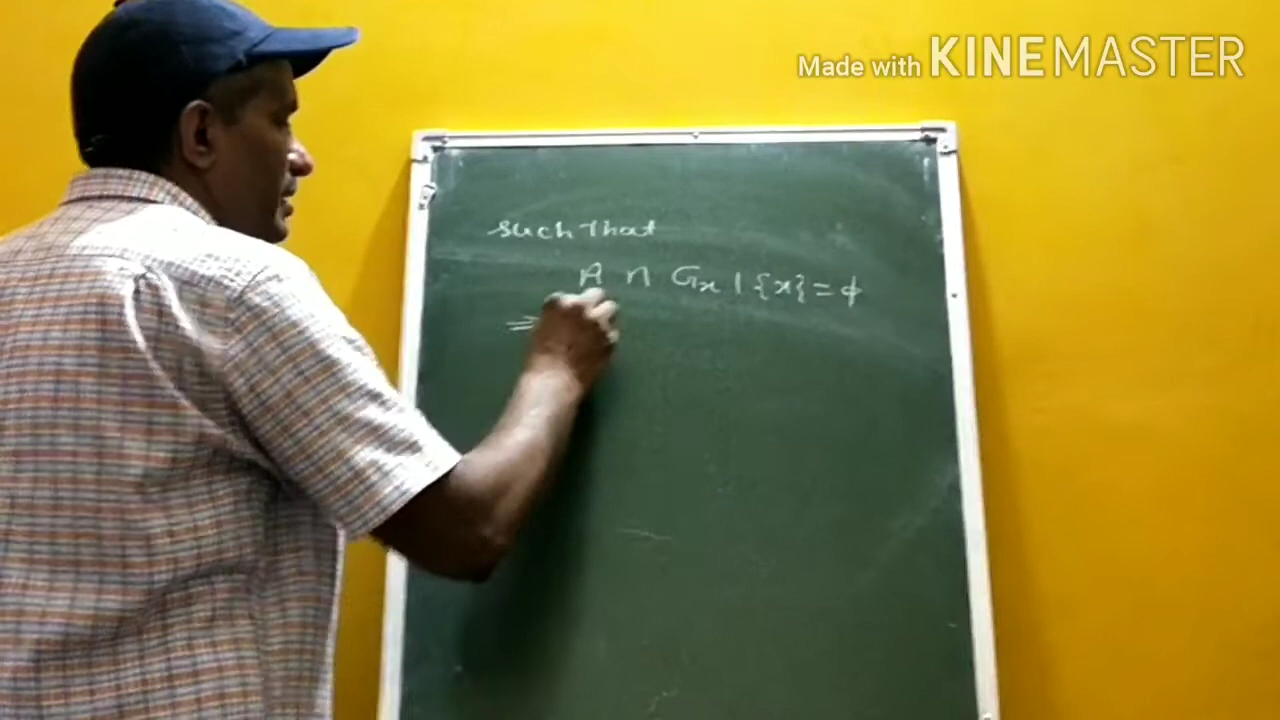 Made with KINEMASTER
such that
A ∩ Gₓ | {x} = ϕ
⇒